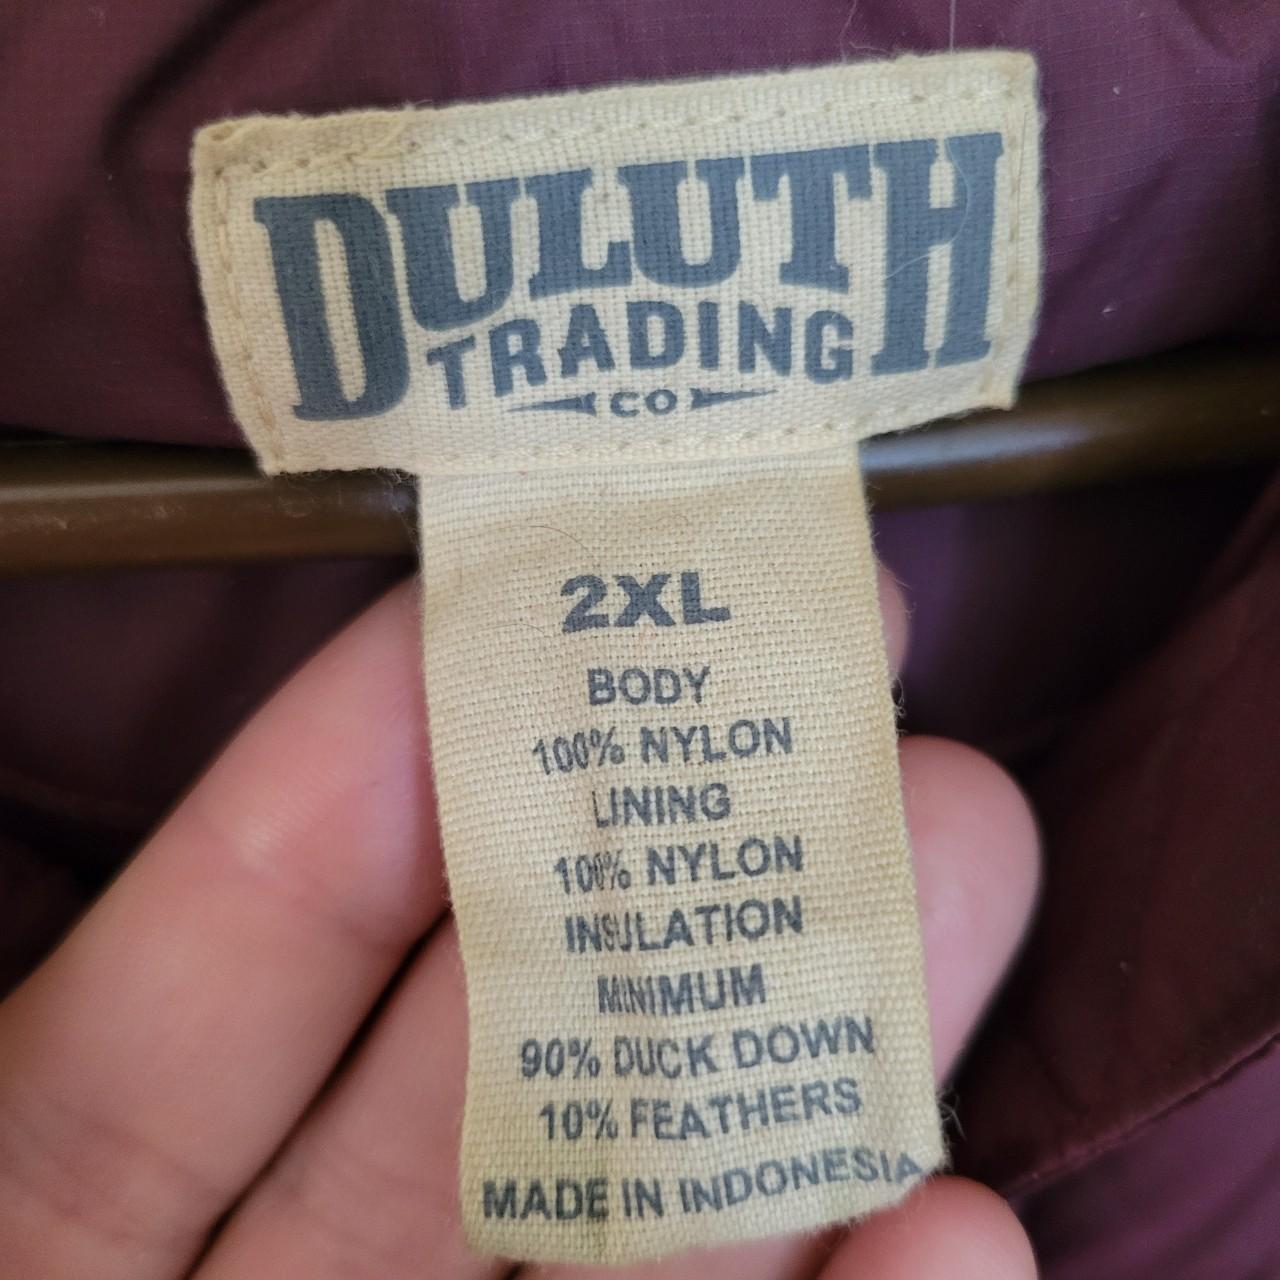 DULUTH
TRADING
CO
2XL
BODY
100% NYLON
LINING
100% NYLON
INSULATION
MINIMUM
90% DUCK DOWN
10% FEATHERS
MADE IN INDONESIA